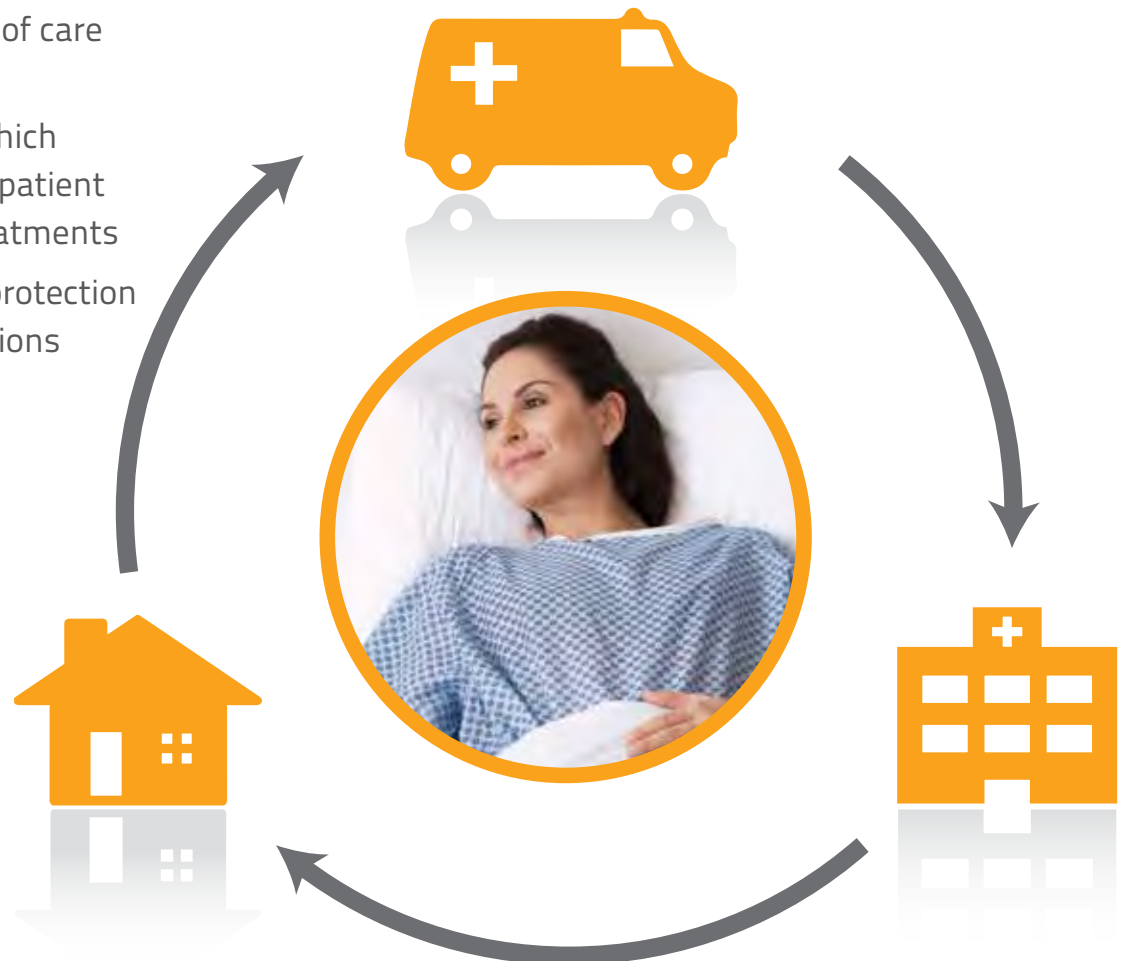 of care
hich
patient
atments
protection
ions